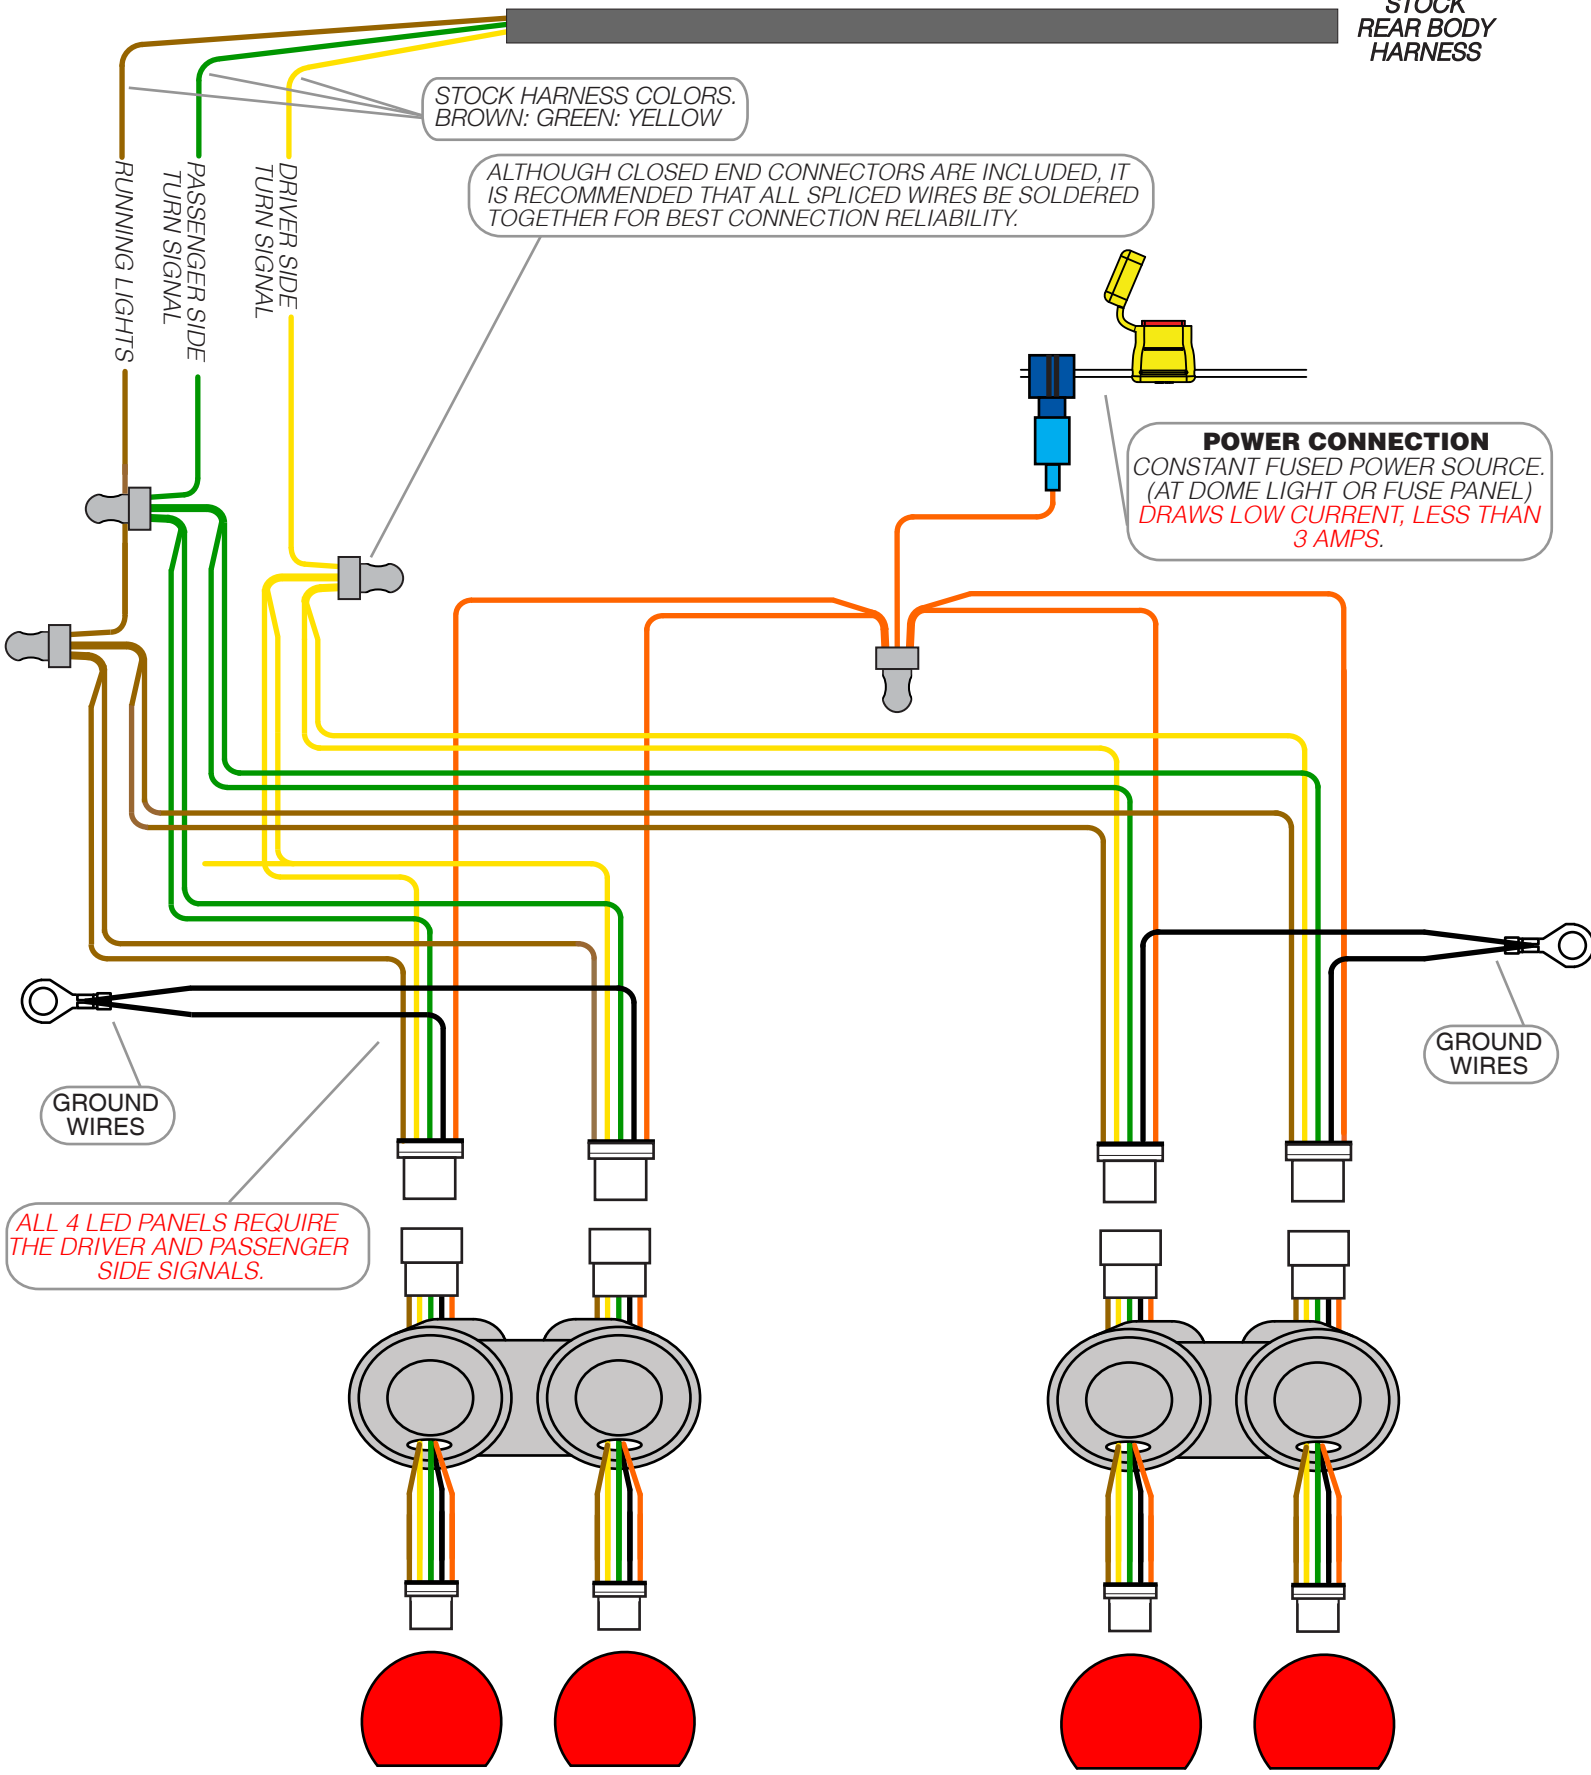 STOCK
REAR BODY
HARNESS
STOCK HARNESS COLORS.
BROWN: GREEN: YELLOW
RUNNING LIGHTS
PASSENGER SIDE
TURN SIGNAL
DRIVER SIDE
TURN SIGNAL
ALTHOUGH CLOSED END CONNECTORS ARE INCLUDED, IT
IS RECOMMENDED THAT ALL SPLICED WIRES BE SOLDERED
TOGETHER FOR BEST CONNECTION RELIABILITY.
POWER CONNECTION
CONSTANT FUSED POWER SOURCE.
(AT DOME LIGHT OR FUSE PANEL)
DRAWS LOW CURRENT, LESS THAN
3 AMPS.
GROUND
WIRES
GROUND
WIRES
ALL 4 LED PANELS REQUIRE
THE DRIVER AND PASSENGER
SIDE SIGNALS.